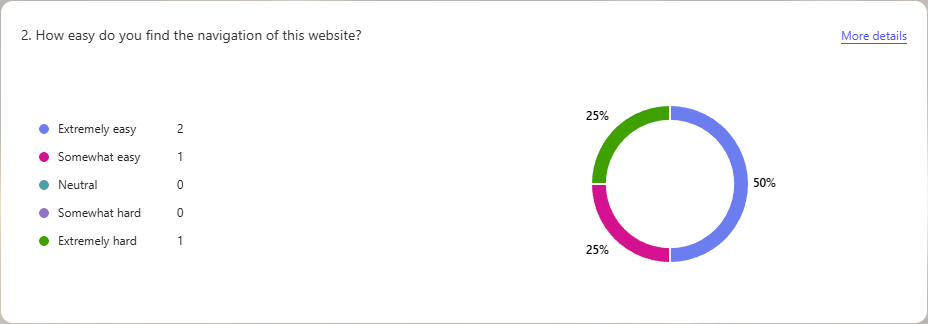 2. How easy do you find the navigation of this website?
More details
Extremely easy 2
Somewhat easy 1
Neutral 0
Somewhat hard 0
Extremely hard 1
25%
50%
25%